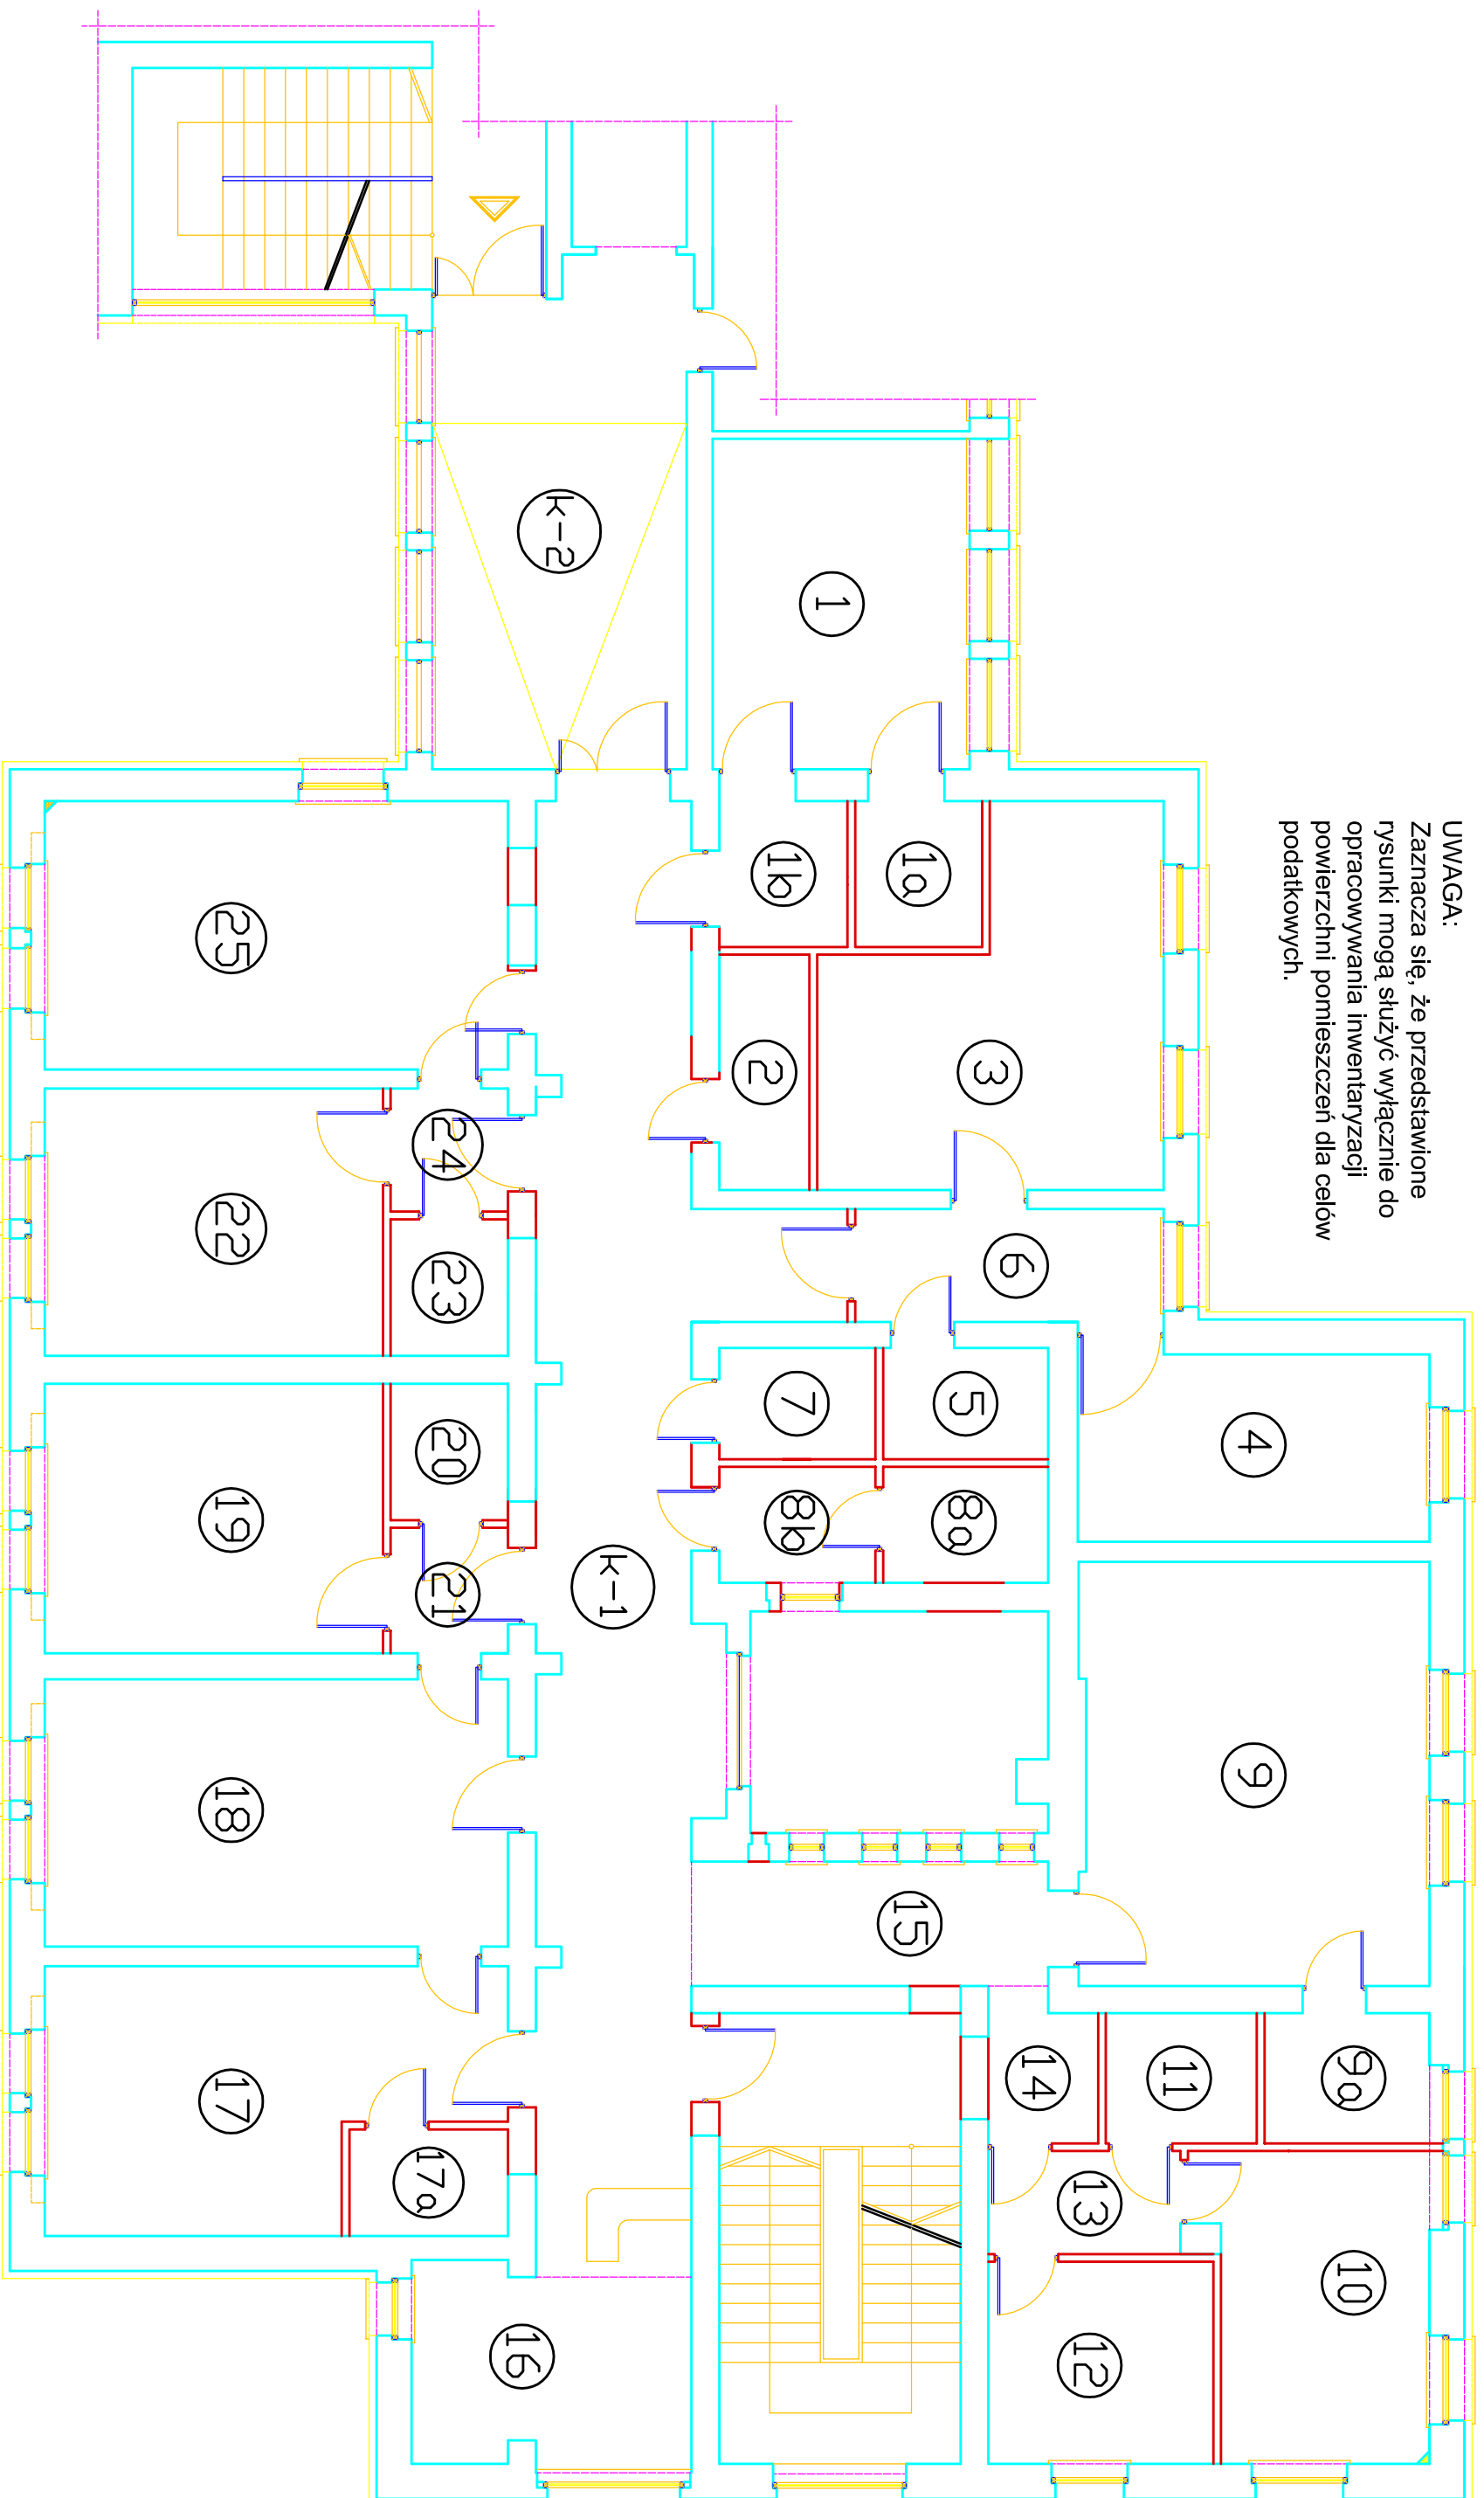 UWAGA:
Zaznacza się, że przedstawione
rysunki mogą służyć wyłącznie do
opracowywania inwentaryzacji
powierzchni pomieszczeń dla celów
podatkowych.
k-2
1
1b
1a
25
2
3
24
6
22
23
7
5
4
20
19
8b
8a
k-1
21
9
18
15
14
11
9a
17
17a
13
10
16
12